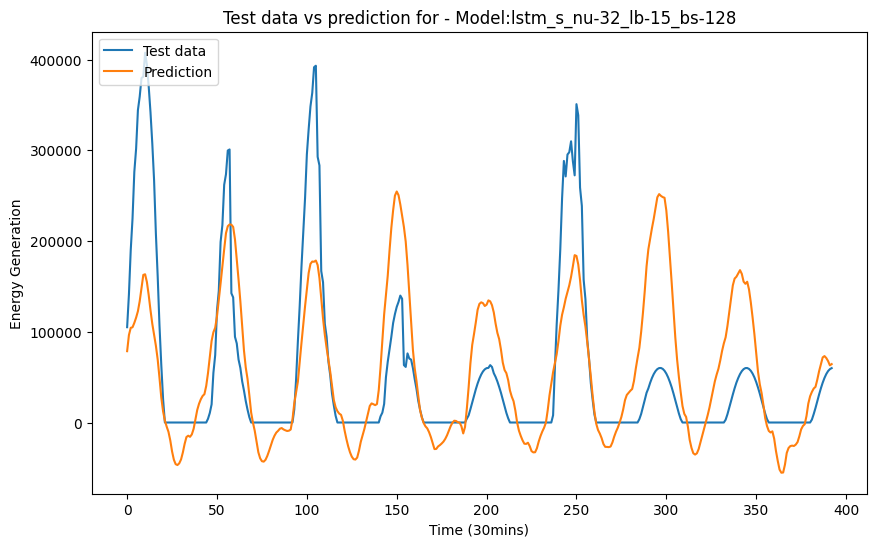 Test data vs prediction for - Model:lstm_s_nu-32_lb-15_bs-128
Test data
Prediction
400000
300000
200000
100000
0
Energy Generation
0 50 100 150 200 250 300 350 400
Time (30mins)